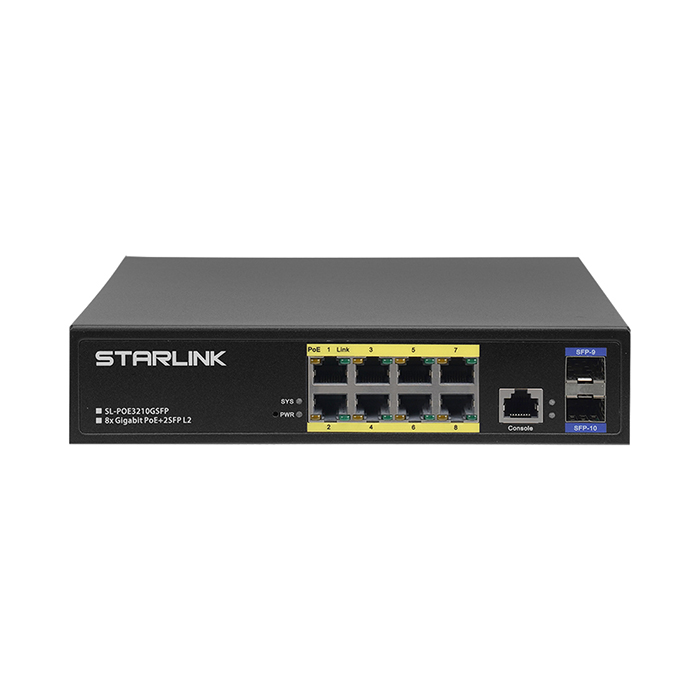 STARLINK
SL-POE3210GSFP
8x Gigabit PoE+2SFP L2
SYS
PWR
PoE 1 Link 3 5 7
2 4 6 8
Console
SFP-9
SFP-10